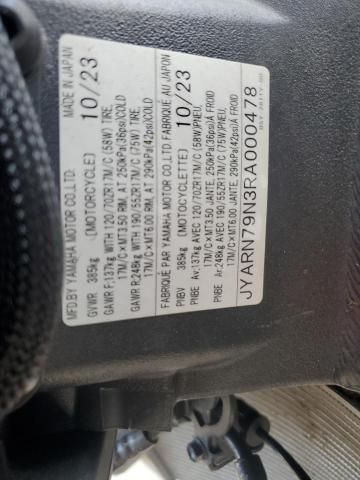 MFD.BY YAMAHA MOTOR CO.,LTD. MADE IN JAPAN
GVWR 385kg (MOTORCYCLE) 10/23
GAWR F,137kg WITH 120/70ZR17M/C (58W) TIRE,
17M/C×MT3.50 RIM, AT 250kPa(36psi)COLD
GAWR R,248kg WITH 190/55ZR17M/C (75W) TIRE,
17M/C×MT6.00 RIM, AT 290kPa(42psi)COLD
FABRIQUÉ PAR YAMAHA MOTOR CO.,LTD.FABRIQUÉ AU JAPON
PNBV 385kg (MOTOCYCLETTE) 10/23
PNBE Av,137kg AVEC 120/70ZR17M/C (58W)PNEU,
17M/C×MT3.50 JANTE, 250kPa(36psi)À FROID
PNBE Ar,248kg AVEC 190/55ZR17M/C (75W)PNEU,
17M/C×MT6.00 JANTE, 290kPa(42psi)À FROID
JYARN79N3RA000478